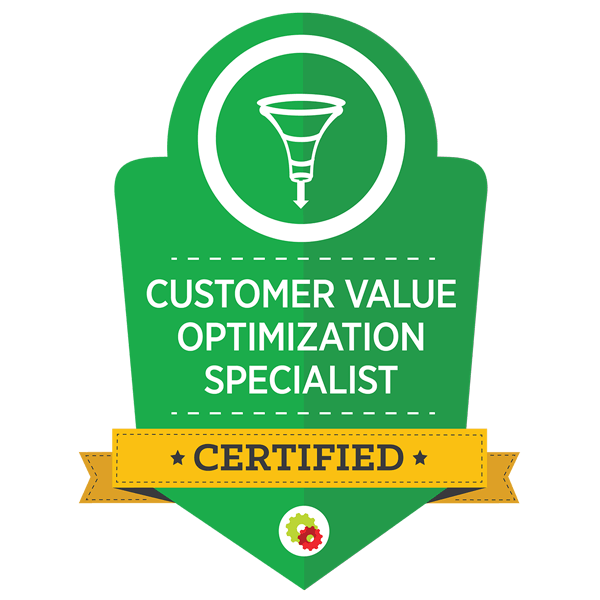 CUSTOMER VALUE
OPTIMIZATION
SPECIALIST
CERTIFIED